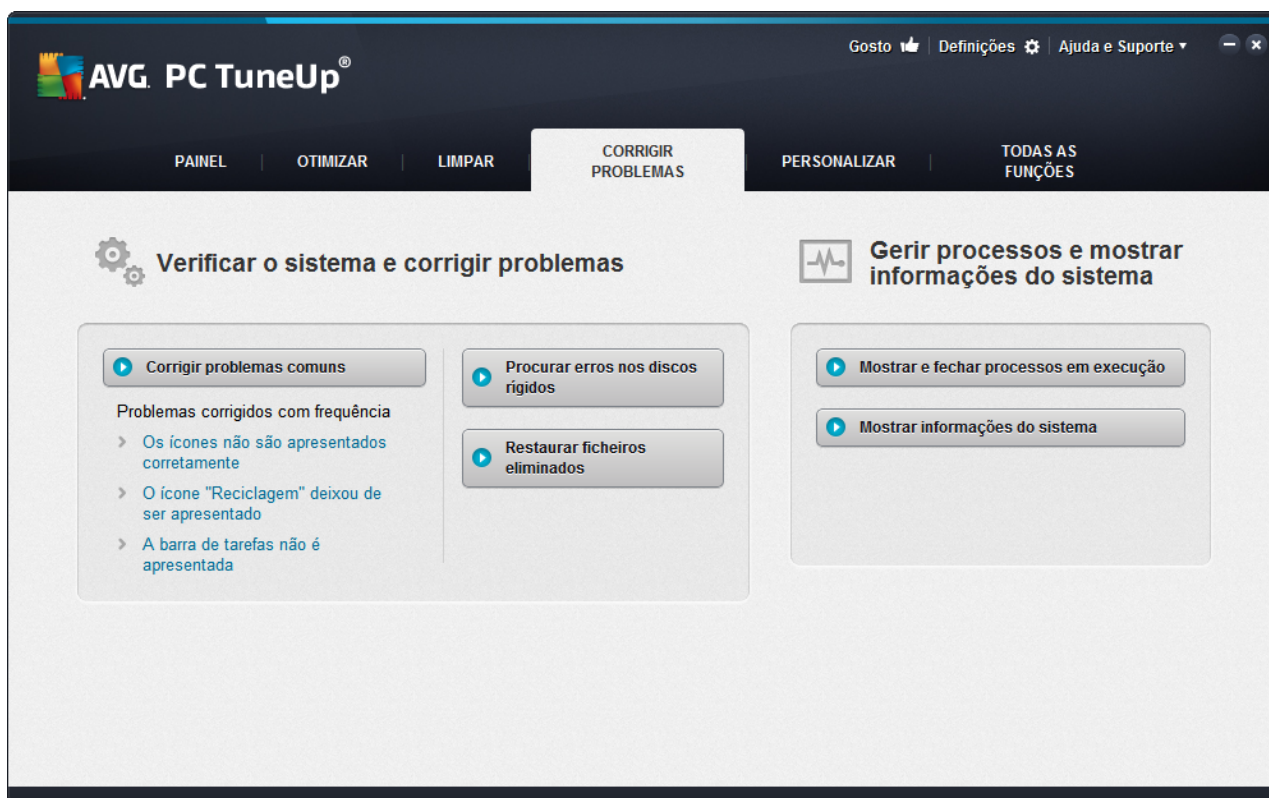 Gosto
Definições
Ajuda e Suporte
AVG. PC TuneUp®
PAINEL
OTIMIZAR
LIMPAR
CORRIGIR
PROBLEMAS
PERSONALIZAR
TODAS AS
FUNÇÕES
Verificar o sistema e corrigir problemas
Corrigir problemas comuns
Problemas corrigidos com frequência
Os ícones não são apresentados
corretamente
O ícone "Reciclagem" deixou de
ser apresentado
A barra de tarefas não é
apresentada
Procurar erros nos discos
rígidos
Restaurar ficheiros
eliminados
Gerir processos e mostrar
informações do sistema
Mostrar e fechar processos em execução
Mostrar informações do sistema